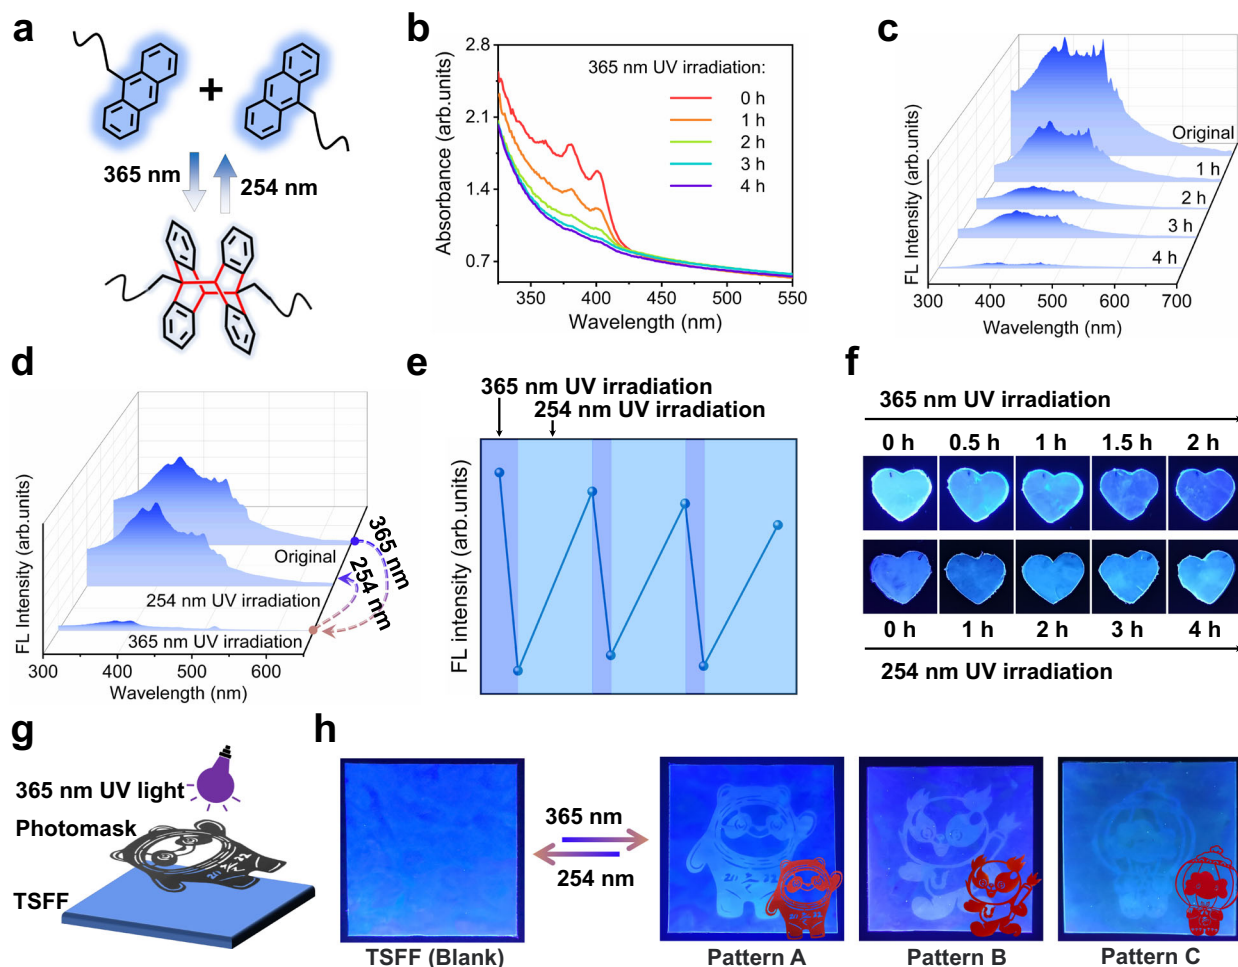 a
365 nm
254 nm
b
Absorbance (arb.units)
2.8
2.1
1.4
0.7
365 nm UV irradiation:
0 h
1 h
2 h
3 h
4 h
350
400
450
500
550
Wavelength (nm)
c
FL Intensity (arb.units)
Original
1 h
2 h
3 h
4 h
300
400
500
600
700
Wavelength (nm)
d
FL Intensity (arb.units)
Original
254 nm UV irradiation
365 nm UV irradiation
365 nm
254 nm
300
400
500
600
Wavelength (nm)
e
365 nm UV irradiation
254 nm UV irradiation
FL intensity (arb.units)
f
365 nm UV irradiation
0 h 0.5 h 1 h 1.5 h 2 h
0 h 1 h 2 h 3 h 4 h
254 nm UV irradiation
g
365 nm UV light
Photomask
TSFF
h
365 nm
254 nm
TSFF (Blank)
Pattern A
Pattern B
Pattern C